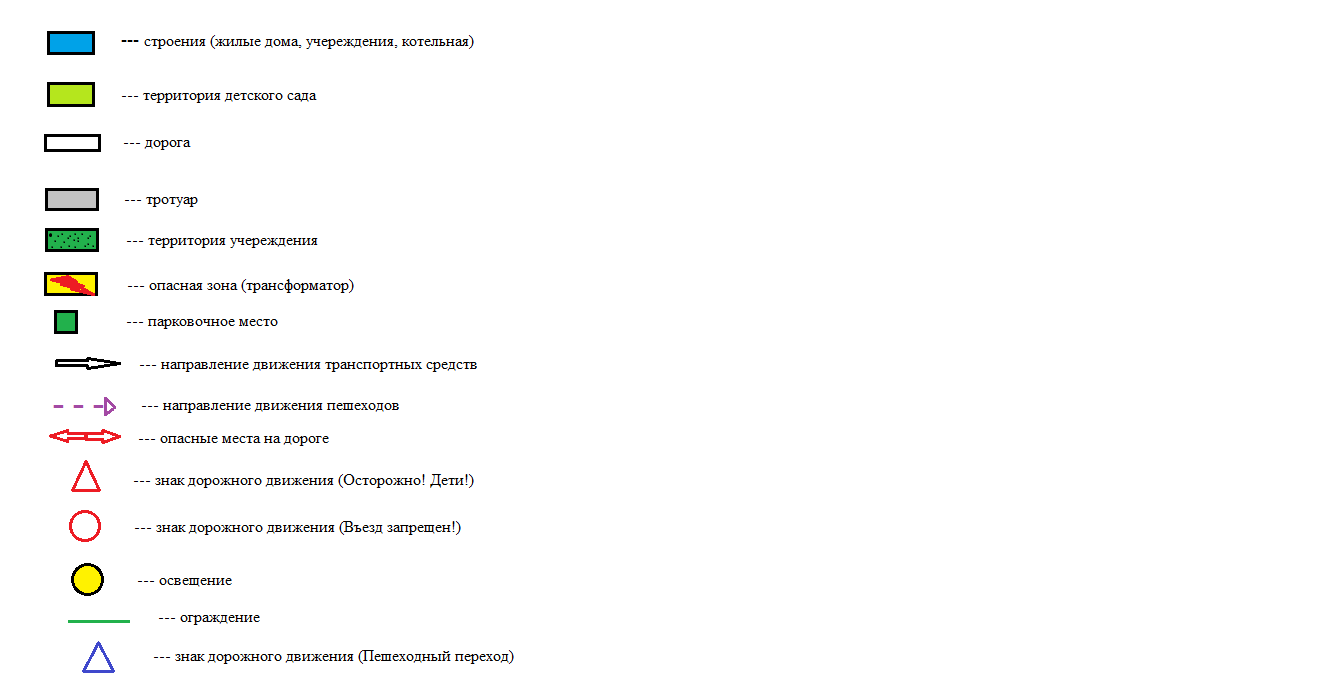 --- строения (жилые дома, учереждения, котельная)
--- территория детского сада
--- дорога
--- тротуар
--- территория учереждения
--- опасная зона (трансформатор)
--- парковочное место
--- направление движения транспортных средств
--- направление движения пешеходов
--- опасные места на дороге
--- знак дорожного движения (Осторожно! Дети!)
--- знак дорожного движения (Въезд запрещен!)
--- освещение
--- ограждение
--- знак дорожного движения (Пешеходный переход)